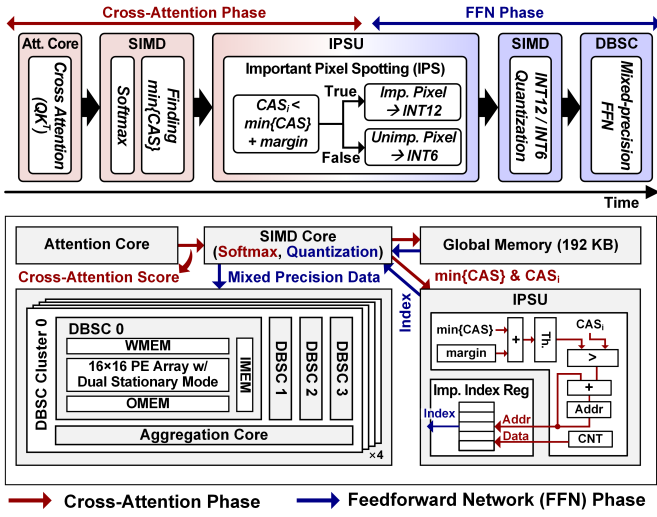 Cross-Attention Phase
FFN Phase
Att. Core
SIMD
IPSU
SIMD
DBSC
Cross Attention
(QKᵀ)
Softmax
Finding
min{CAS}
Important Pixel Spotting (IPS)
CASᵢ <
min{CAS}
+ margin
True
False
Imp. Pixel
→ INT12
Unimp. Pixel
→ INT6
INT12 / INT6
Quantization
Mixed-precision
FFN
Time
Attention Core
SIMD Core
(Softmax, Quantization)
Global Memory (192 KB)
Cross-Attention Score
Mixed Precision Data
Index
min{CAS} & CASᵢ
DBSC Cluster 0
DBSC 0
WMEM
16×16 PE Array w/
Dual Stationary Mode
OMEM
IMEM
DBSC 1
DBSC 2
DBSC 3
Aggregation Core
×4
IPSU
min{CAS}
margin
+
Th.
CASᵢ
>
+
Addr
CNT
Imp. Index Reg
Index
Addr
Data
Cross-Attention Phase
Feedforward Network (FFN) Phase